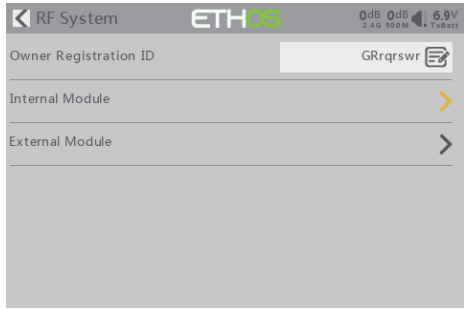 RF System ETHOS 0dB 0dB 6.9V
2.4G 900M TxBatt
Owner Registration ID GRrqrswr
Internal Module
External Module